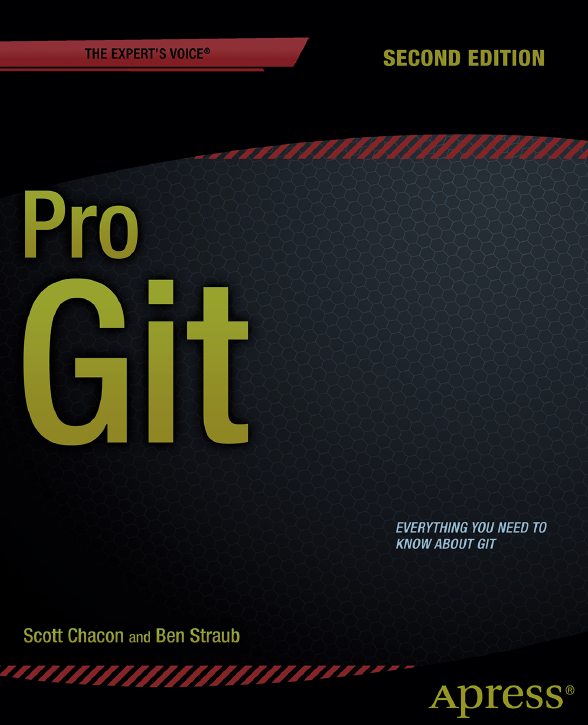 THE EXPERT'S VOICE®
SECOND EDITION
Pro
Git
EVERYTHING YOU NEED TO
KNOW ABOUT GIT
Scott Chacon and Ben Straub
Apress®